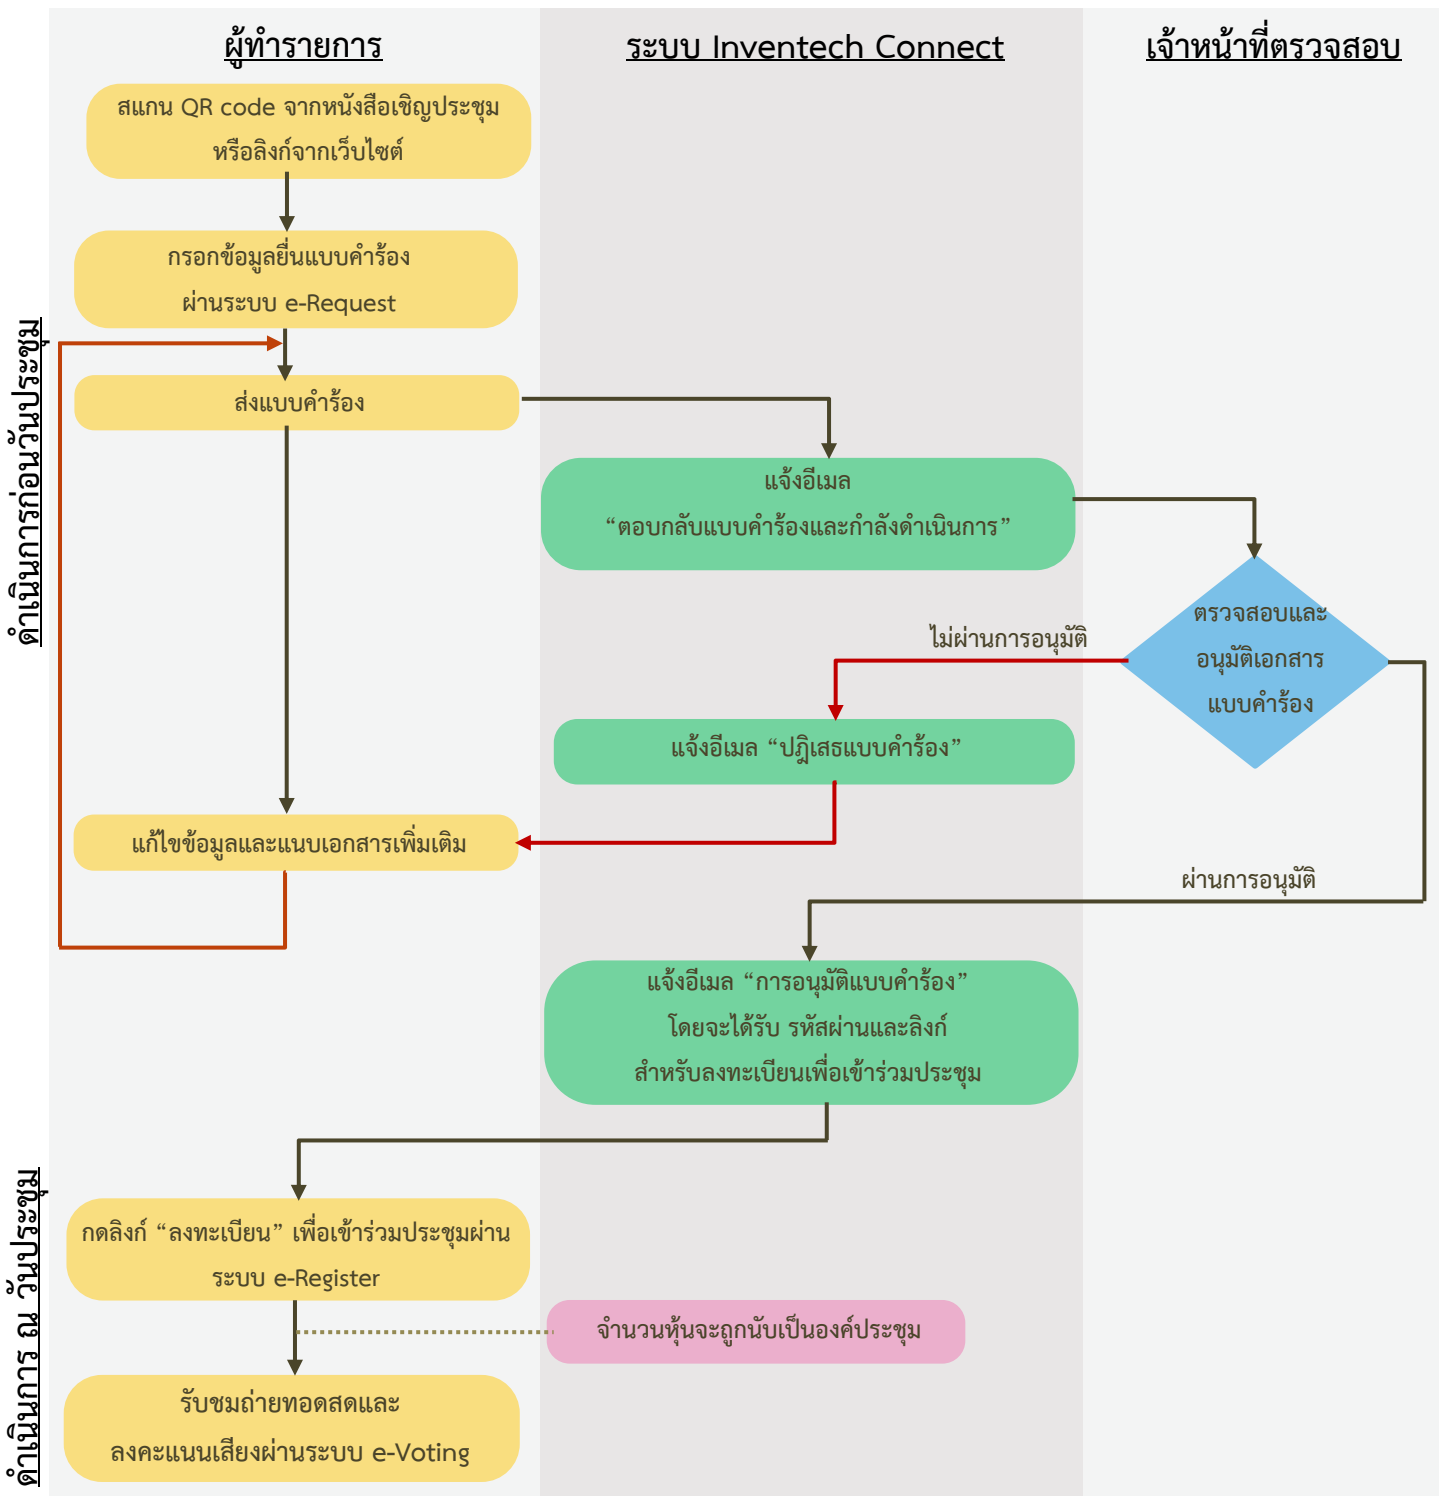 ผู้ทำรายการ
ระบบ Inventech Connect
เจ้าหน้าที่ตรวจสอบ
ดำเนินการก่อนวันประชุม
สแกน QR code จากหนังสือเชิญประชุม
หรือลิงก์จากเว็บไซต์
กรอกข้อมูลยื่นแบบคำร้อง
ผ่านระบบ e-Request
ส่งแบบคำร้อง
แจ้งอีเมล
“ตอบกลับแบบคำร้องและกำลังดำเนินการ”
ตรวจสอบและ
อนุมัติเอกสาร
แบบคำร้อง
ไม่ผ่านการอนุมัติ
แจ้งอีเมล “ปฎิเสธแบบคำร้อง”
แก้ไขข้อมูลและแนบเอกสารเพิ่มเติม
ผ่านการอนุมัติ
แจ้งอีเมล “การอนุมัติแบบคำร้อง”
โดยจะได้รับ รหัสผ่านและลิงก์
สำหรับลงทะเบียนเพื่อเข้าร่วมประชุม
ดำเนินการ ณ วันประชุม
กดลิงก์ “ลงทะเบียน” เพื่อเข้าร่วมประชุมผ่าน
ระบบ e-Register
จำนวนหุ้นจะถูกนับเป็นองค์ประชุม
รับชมถ่ายทอดสดและ
ลงคะแนนเสียงผ่านระบบ e-Voting